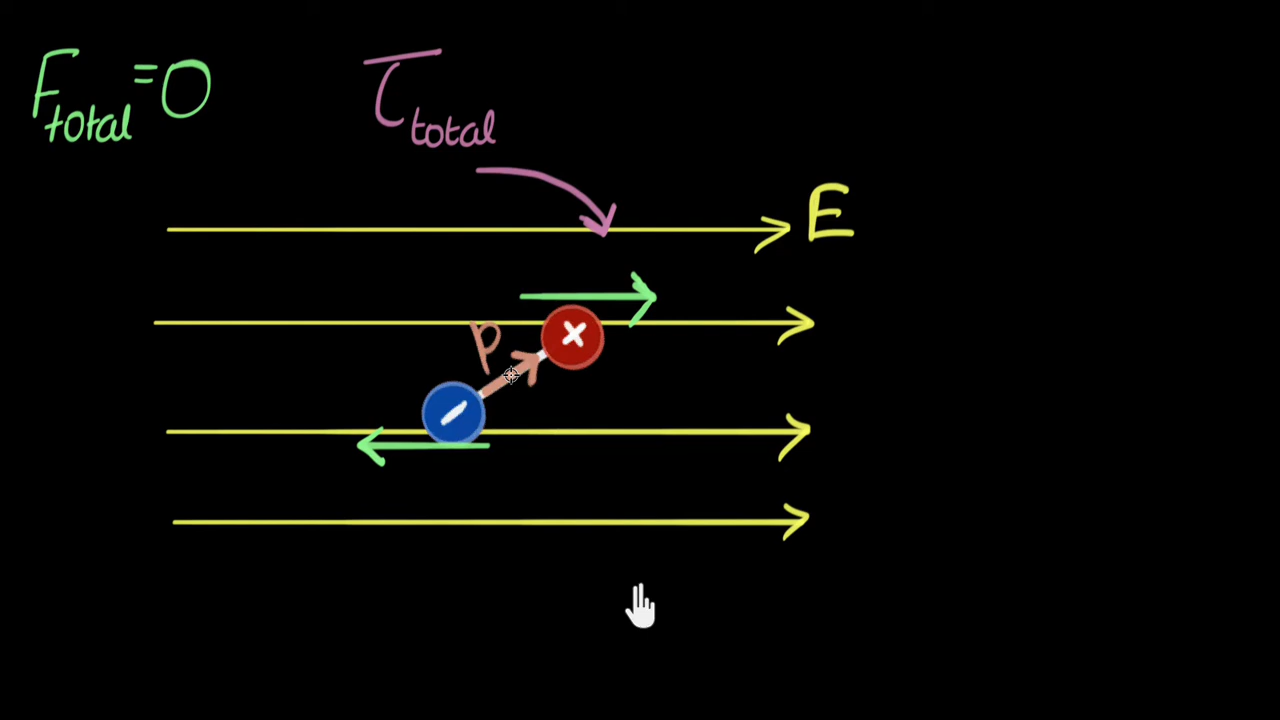 F_total = 0
τ_total
E
p
+
-